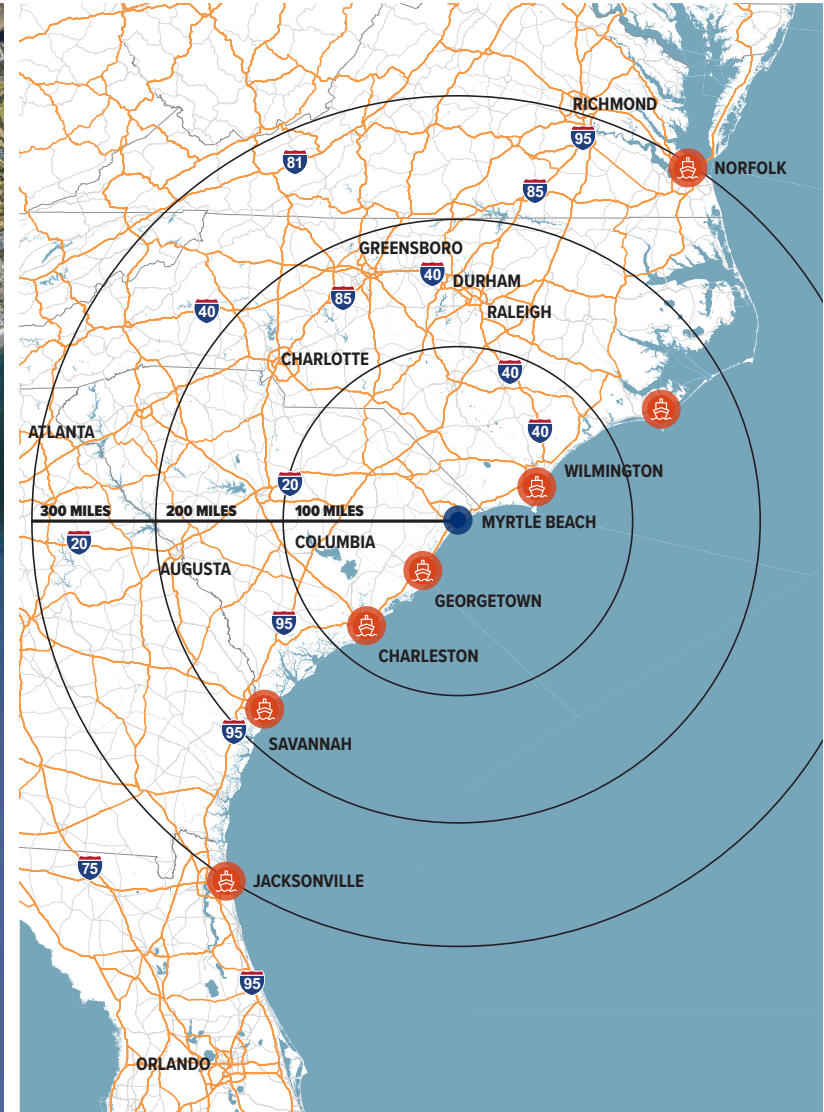 RICHMOND
95
81
NORFOLK
85
GREENSBORO
40
DURHAM
85
40
RALEIGH
CHARLOTTE
40
ATLANTA
40
WILMINGTON
20
300 MILES 200 MILES 100 MILES
MYRTLE BEACH
20
COLUMBIA
AUGUSTA
GEORGETOWN
95
CHARLESTON
95
SAVANNAH
75
JACKSONVILLE
95
ORLANDO